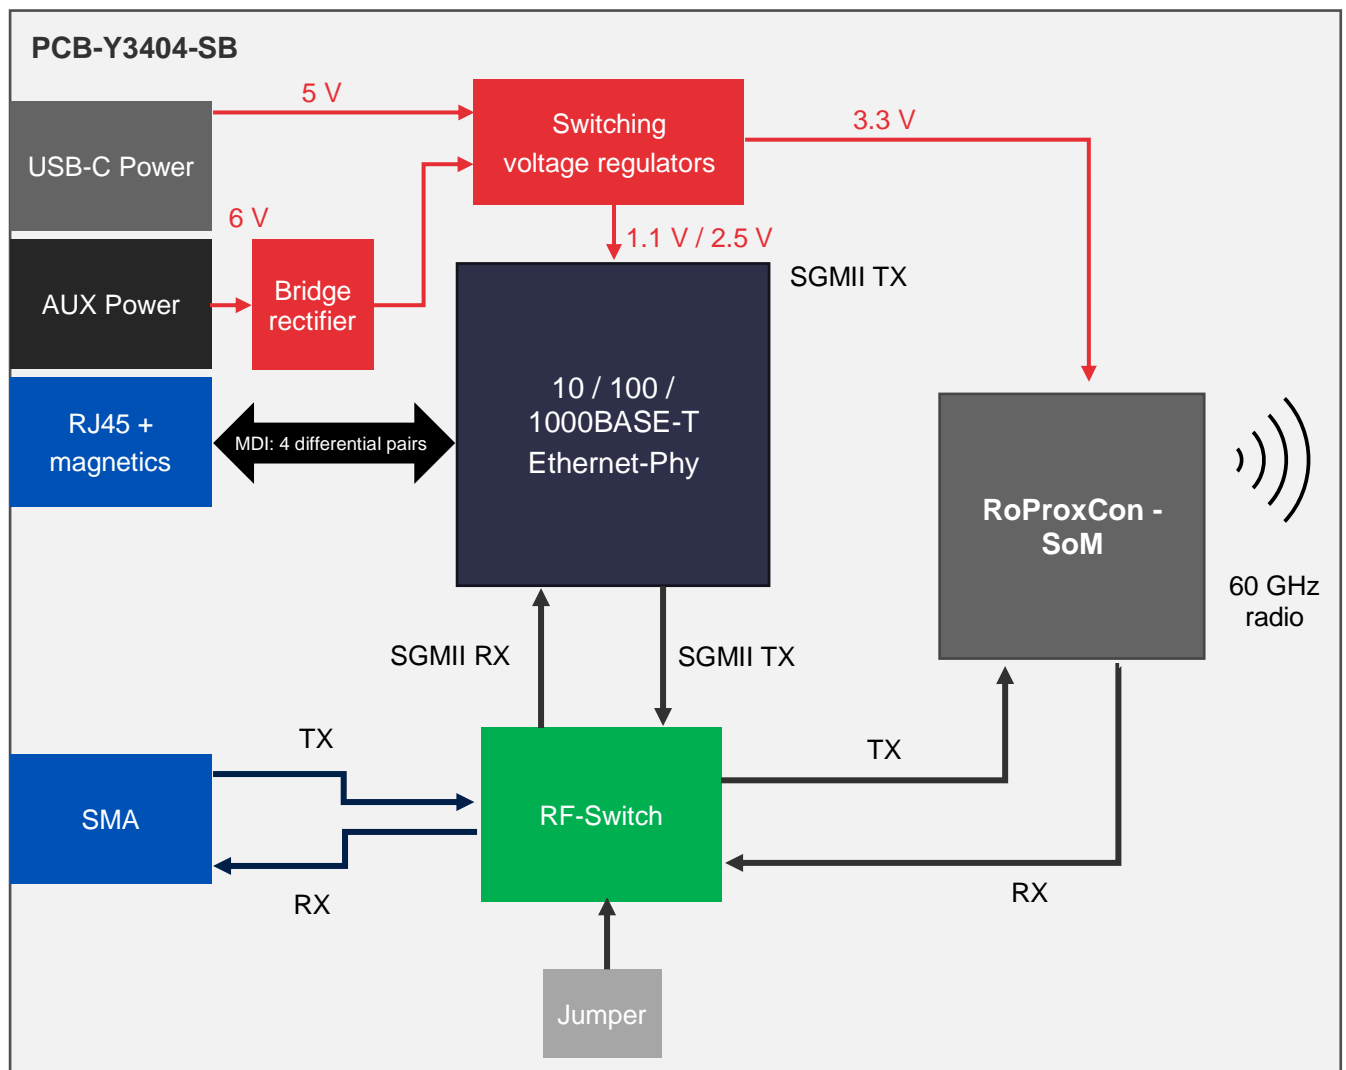 PCB-Y3404-SB
5 V
USB-C Power
Switching
voltage regulators
3.3 V
6 V
AUX Power
Bridge
rectifier
1.1 V / 2.5 V
SGMII TX
RJ45 +
magnetics
MDI: 4 differential pairs
10 / 100 /
1000BASE-T
Ethernet-Phy
RoProxCon -
SoM
60 GHz
radio
SGMII RX
SGMII TX
TX
SMA
RX
RF-Switch
TX
RX
Jumper